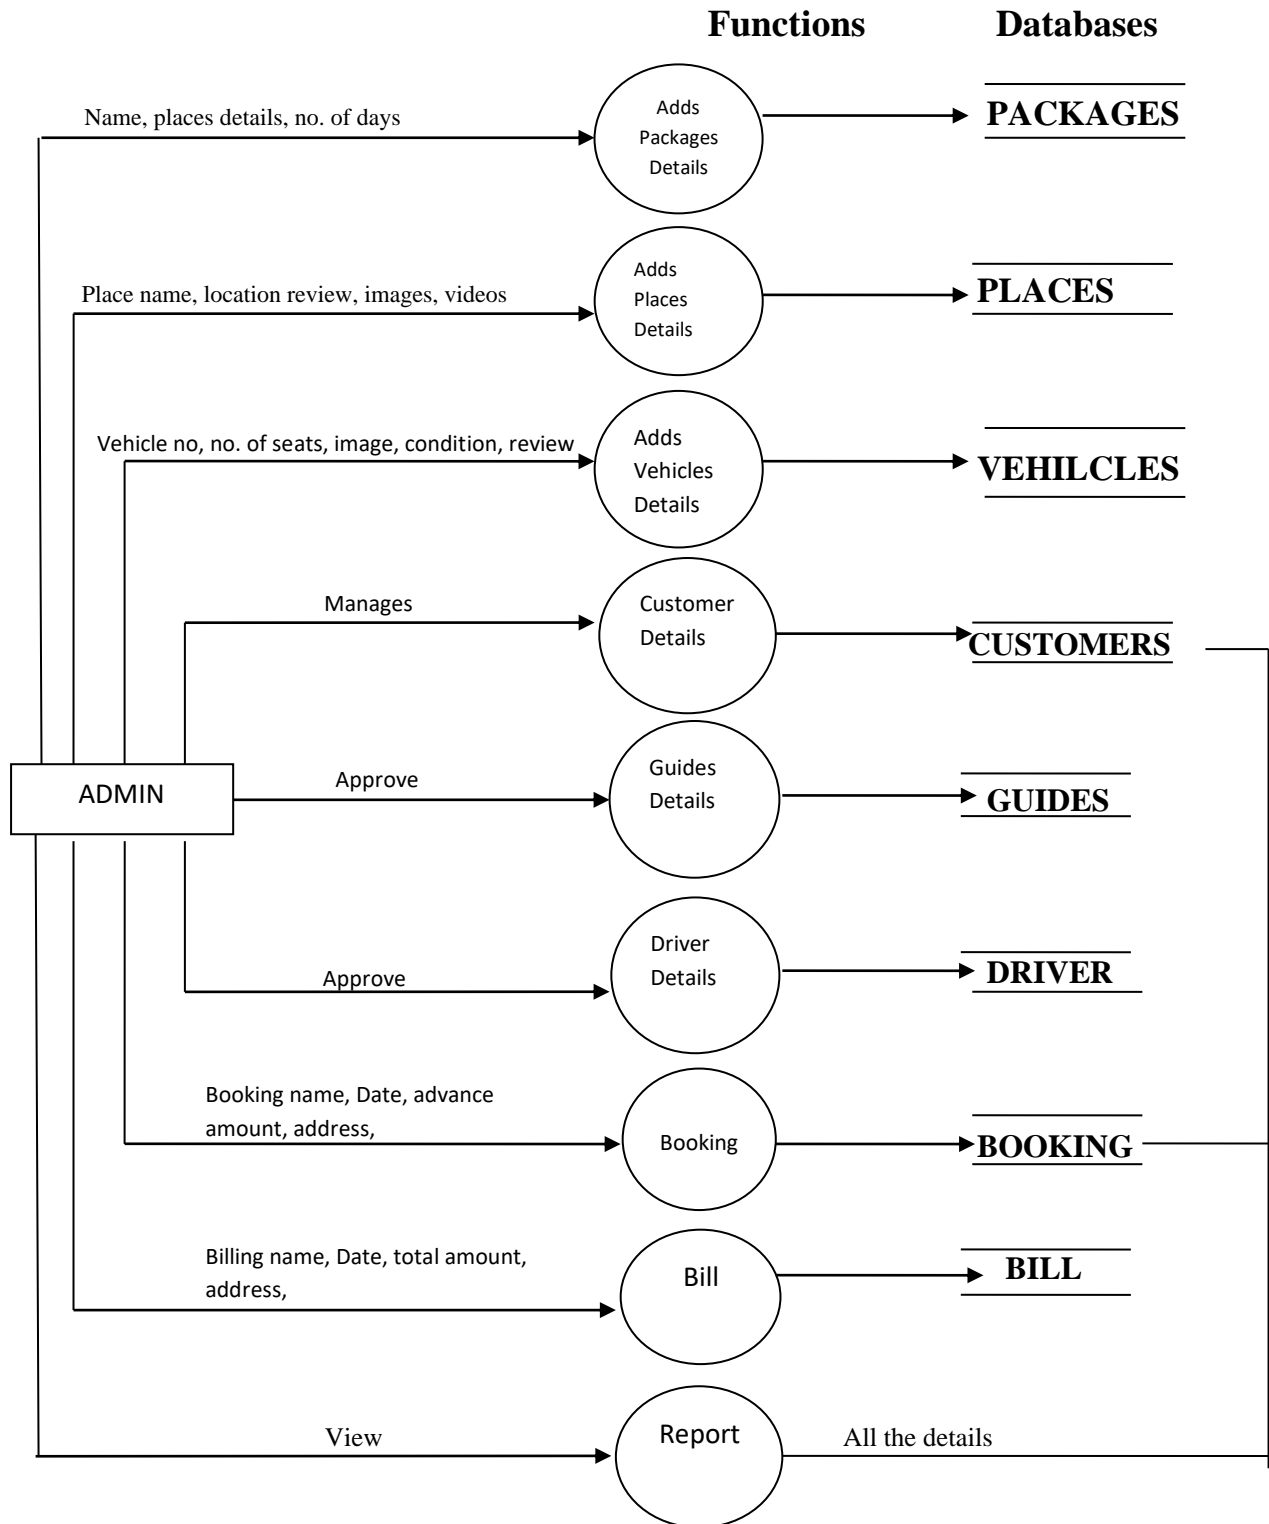 Functions
Databases
Name, places details, no. of days
Adds
Packages
Details
PACKAGES
Place name, location review, images, videos
Adds
Places
Details
PLACES
Vehicle no, no. of seats, image, condition, review
Adds
Vehicles
Details
VEHILCLES
Manages
Customer
Details
CUSTOMERS
ADMIN
Approve
Guides
Details
GUIDES
Approve
Driver
Details
DRIVER
Booking name, Date, advance
amount, address,
Booking
BOOKING
Billing name, Date, total amount,
address,
Bill
BILL
View
Report
All the details